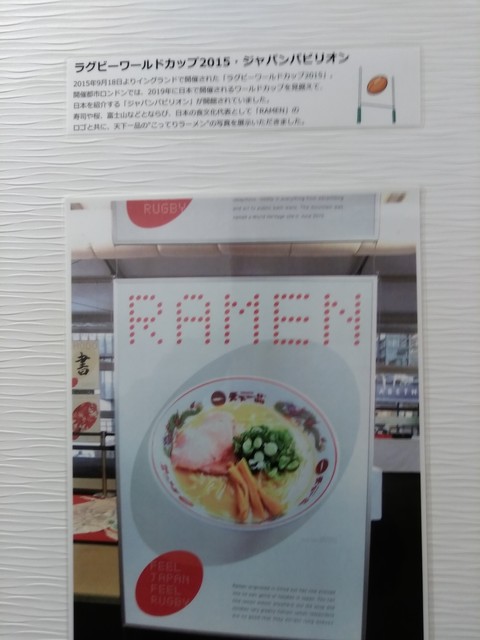 ラグビーワールドカップ2015・ジャパンパビリオン
2015年9月18日よりイングランドで開催された「ラグビーワールドカップ2015」。
開催都市ロンドンでは、2019年に日本で開催されるワールドカップを見据えて、
日本を紹介する「ジャパンパビリオン」が開設されていました。
寿司や桜、富士山などとならび、日本の食文化代表として「RAMEN」の
ロゴと共に、天下一品の"こってりラーメン"の写真を展示いただきました。
RUGBY
RAMEN
書
天下一品
FEEL
JAPAN
FEEL
RUGBY